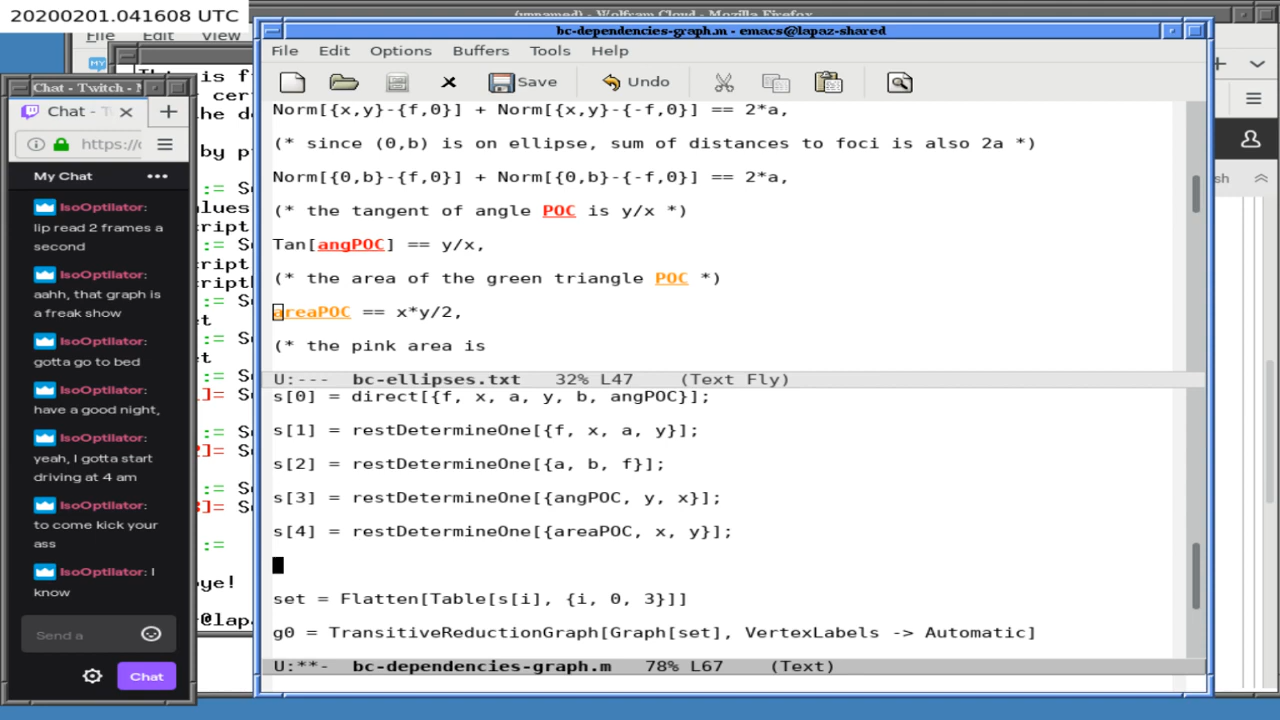 20200201.041608 UTC
(unnamed) - Wolfram Cloud - Mozilla Firefox
File Edit View
bc-dependencies-graph.m - emacs@lapaz-shared
File Edit Options Buffers Tools Help
Save Undo
Norm[{x,y}-{f,0}] + Norm[{x,y}-{-f,0}] == 2*a,
(* since (0,b) is on ellipse, sum of distances to foci is also 2a *)
Norm[{0,b}-{f,0}] + Norm[{0,b}-{-f,0}] == 2*a,
(* the tangent of angle POC is y/x *)
Tan[angPOC] == y/x,
(* the area of the green triangle POC *)
areaPOC == x*y/2,
(* the pink area is
U:--- bc-ellipses.txt 32% L47 (Text Fly)
s[0] = direct[{f, x, a, y, b, angPOC}];
s[1] = restDetermineOne[{f, x, a, y}];
s[2] = restDetermineOne[{a, b, f}];
s[3] = restDetermineOne[{angPOC, y, x}];
s[4] = restDetermineOne[{areaPOC, x, y}];
set = Flatten[Table[s[i], {i, 0, 3}]]
g0 = TransitiveReductionGraph[Graph[set], VertexLabels -> Automatic]
U:**- bc-dependencies-graph.m 78% L67 (Text)
Chat - Twitch -
Chat - T
https://
My Chat
IsoOptilator:
lip read 2 frames a
second
IsoOptilator:
aahh, that graph is
a freak show
IsoOptilator:
gotta go to bed
IsoOptilator:
have a good night,
IsoOptilator:
yeah, I gotta start
driving at 4 am
IsoOptilator:
to come kick your
ass
IsoOptilator: I
know
Send a
Chat